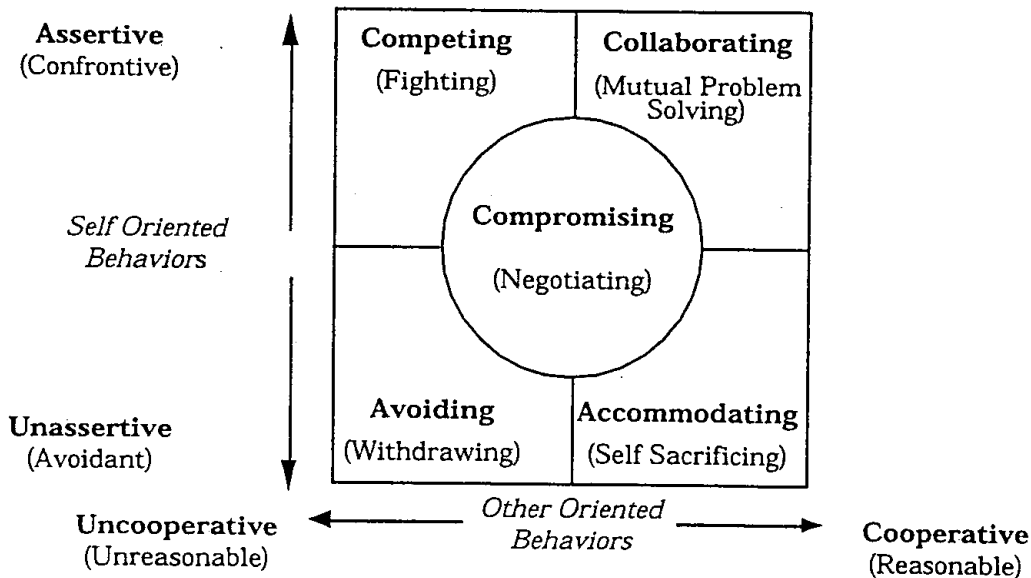 Assertive
(Confrontive)
Competing
(Fighting)
Collaborating
(Mutual Problem
Solving)
Self Oriented
Behaviors
Compromising
(Negotiating)
Unassertive
(Avoidant)
Avoiding
(Withdrawing)
Accommodating
(Self Sacrificing)
Uncooperative
(Unreasonable)
Other Oriented
Behaviors
Cooperative
(Reasonable)